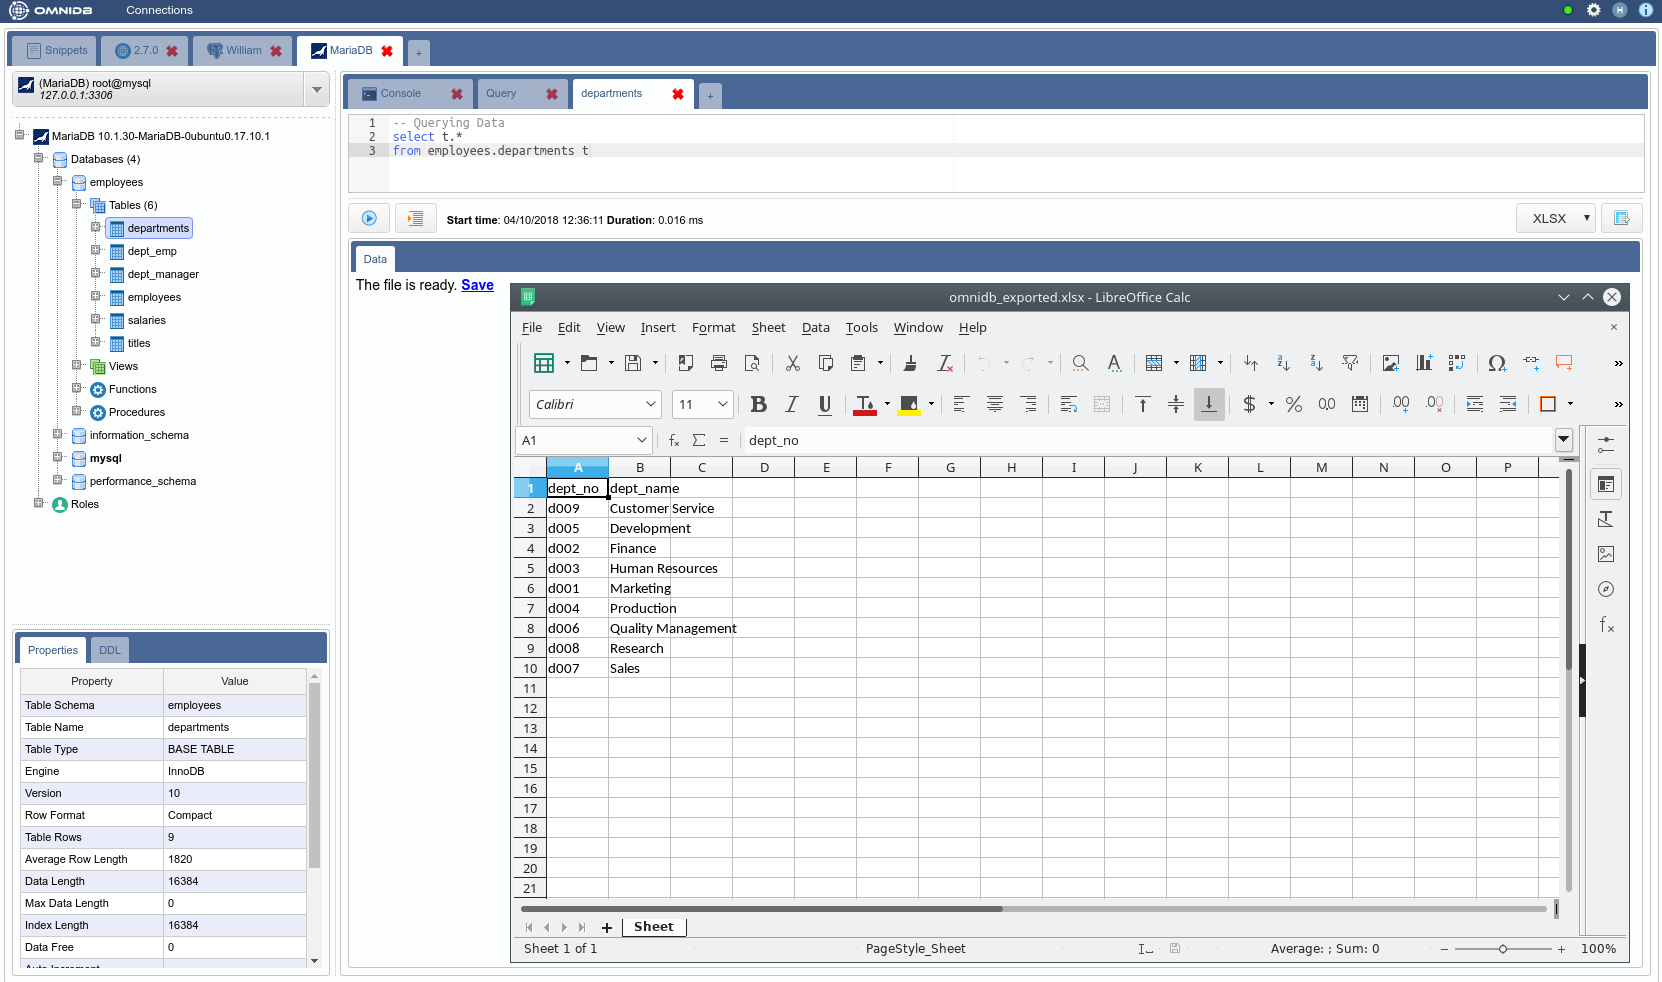 OMNIDB Connections
H i
Snippets 2.7.0 William MariaDB +
(MariaDB) root@mysql
127.0.0.1:3306
MariaDB 10.1.30-MariaDB-0ubuntu0.17.10.1
Databases (4)
employees
Tables (6)
departments
dept_emp
dept_manager
employees
salaries
titles
Views
Functions
Procedures
information_schema
mysql
performance_schema
Roles
Properties DDL
Property Value
Table Schema employees
Table Name departments
Table Type BASE TABLE
Engine InnoDB
Version 10
Row Format Compact
Table Rows 9
Average Row Length 1820
Data Length 16384
Max Data Length 0
Index Length 16384
Data Free 0
Console Query departments +
1 -- Querying Data
2 select t.*
3 from employees.departments t
Start time: 04/10/2018 12:36:11 Duration: 0.016 ms
XLSX
Data
The file is ready. Save
omnidb_exported.xlsx - LibreOffice Calc
File Edit View Insert Format Sheet Data Tools Window Help
Calibri 11
A1 dept_no
A B C D E F G H I J K L M N O P
1 dept_no dept_name
2 d009 Customer Service
3 d005 Development
4 d002 Finance
5 d003 Human Resources
6 d001 Marketing
7 d004 Production
8 d006 Quality Management
9 d008 Research
10 d007 Sales
11
12
13
14
15
16
17
18
19
20
21
Sheet
Sheet 1 of 1 PageStyle_Sheet Average: ; Sum: 0 100%